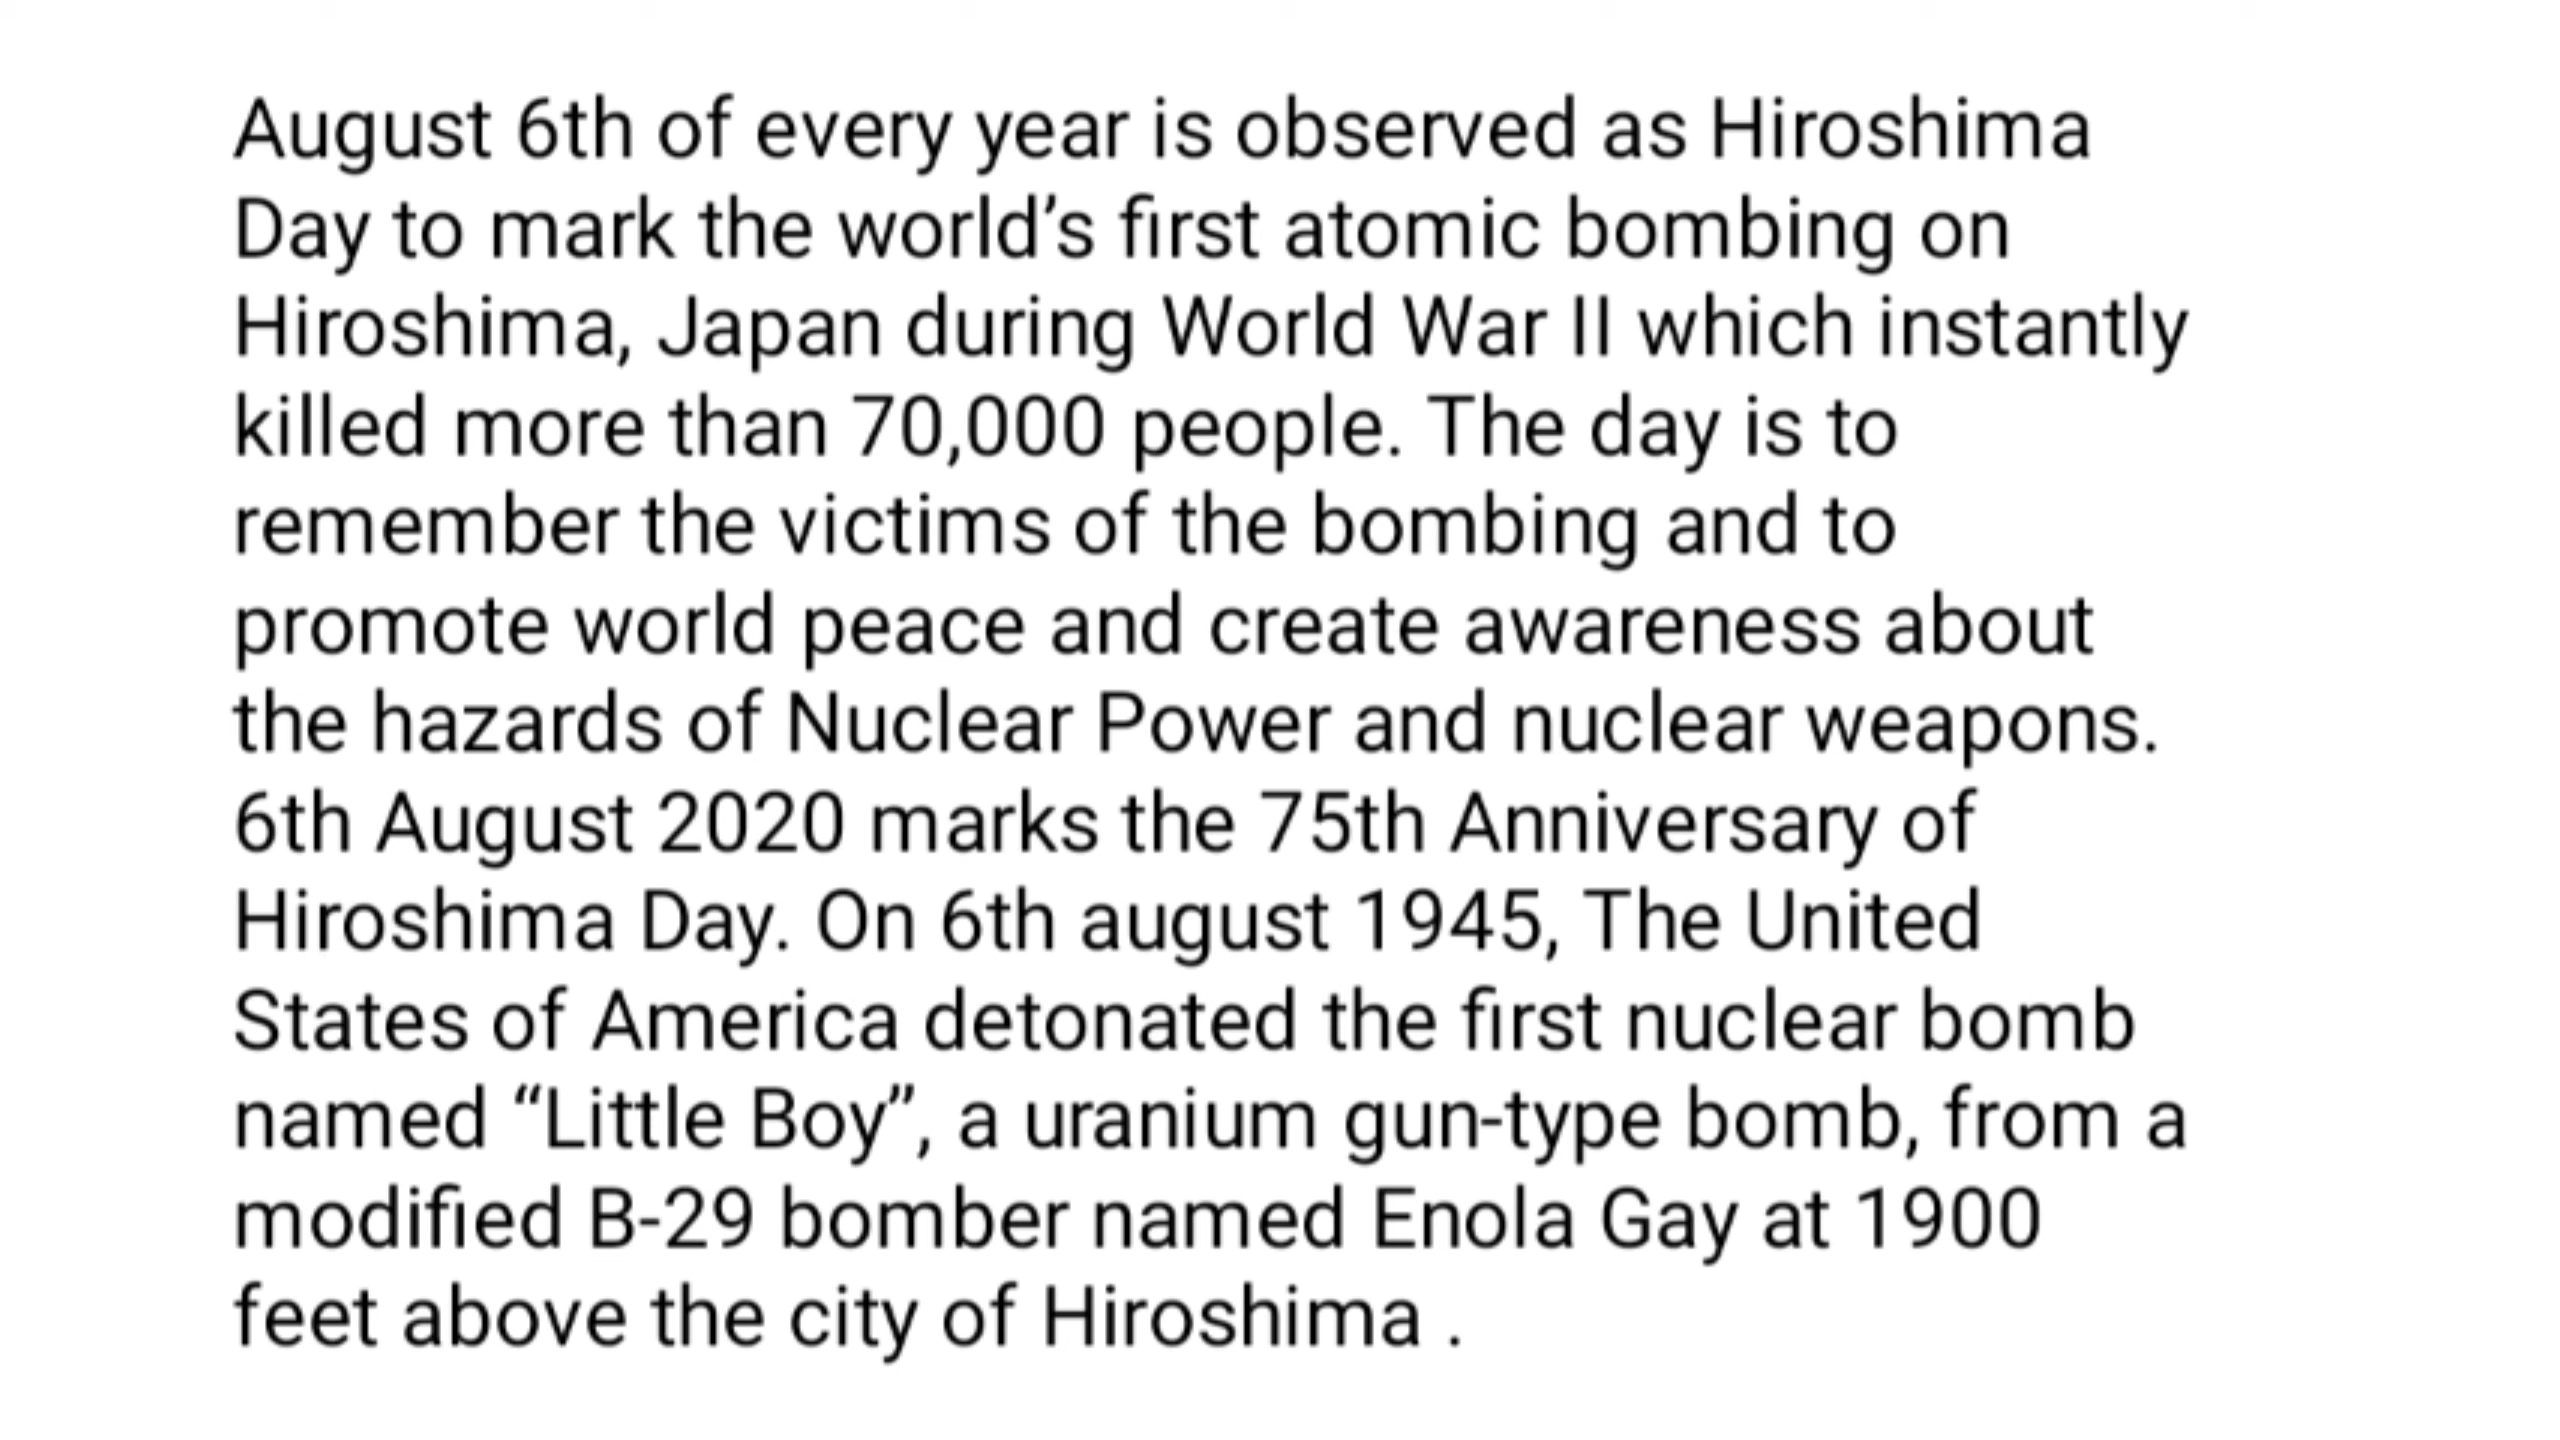 August 6th of every year is observed as Hiroshima
Day to mark the world’s first atomic bombing on
Hiroshima, Japan during World War II which instantly
killed more than 70,000 people. The day is to
remember the victims of the bombing and to
promote world peace and create awareness about
the hazards of Nuclear Power and nuclear weapons.
6th August 2020 marks the 75th Anniversary of
Hiroshima Day. On 6th august 1945, The United
States of America detonated the first nuclear bomb
named “Little Boy”, a uranium gun-type bomb, from a
modified B-29 bomber named Enola Gay at 1900
feet above the city of Hiroshima .